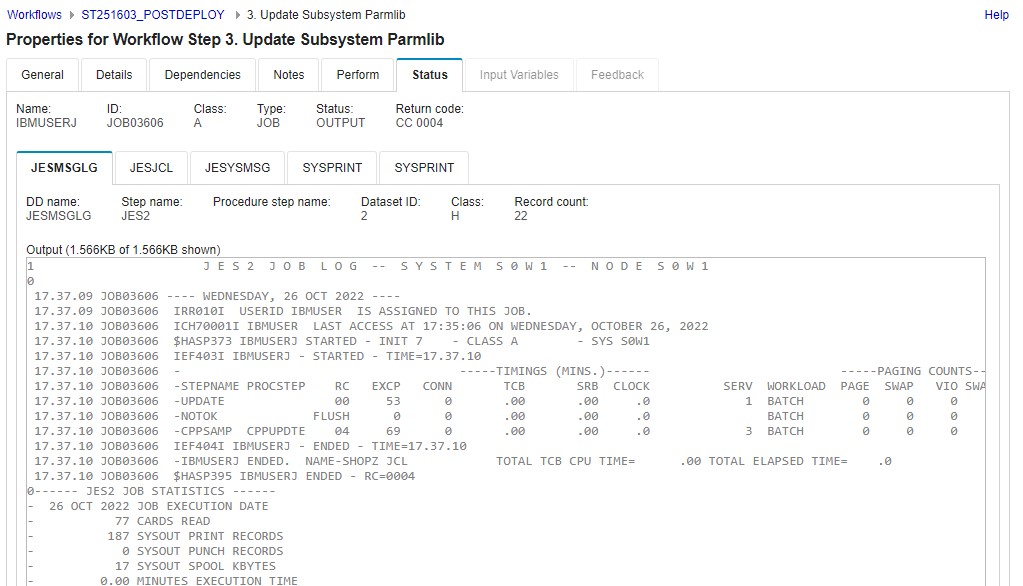 Workflows ▸ ST251603_POSTDEPLOY ▸ 3. Update Subsystem Parmlib Help
Properties for Workflow Step 3. Update Subsystem Parmlib
General Details Dependencies Notes Perform Status Input Variables Feedback
Name: ID: Class: Type: Status: Return code:
IBMUSERJ JOB03606 A JOB OUTPUT CC 0004
JESMSGLG JESJCL JESYSMSG SYSPRINT SYSPRINT
DD name: Step name: Procedure step name: Dataset ID: Class: Record count:
JESMSGLG JES2 2 H 22
Output (1.566KB of 1.566KB shown)
1 J E S 2 J O B L O G -- S Y S T E M S 0 W 1 -- N O D E S 0 W 1
0
17.37.09 JOB03606 ---- WEDNESDAY, 26 OCT 2022 ----
17.37.09 JOB03606 IRR010I USERID IBMUSER IS ASSIGNED TO THIS JOB.
17.37.10 JOB03606 ICH70001I IBMUSER LAST ACCESS AT 17:35:06 ON WEDNESDAY, OCTOBER 26, 2022
17.37.10 JOB03606 $HASP373 IBMUSERJ STARTED - INIT 7 - CLASS A - SYS S0W1
17.37.10 JOB03606 IEF403I IBMUSERJ - STARTED - TIME=17.37.10
17.37.10 JOB03606 - -----TIMINGS (MINS.)------ -----PAGING COUNTS--
17.37.10 JOB03606 -STEPNAME PROCSTEP RC EXCP CONN TCB SRB CLOCK SERV WORKLOAD PAGE SWAP VIO SWA
17.37.10 JOB03606 -UPDATE 00 53 0 .00 .00 .0 1 BATCH 0 0 0
17.37.10 JOB03606 -NOTOK FLUSH 0 0 .00 .00 .0 BATCH 0 0 0
17.37.10 JOB03606 -CPPSAMP CPPUPDTE 04 69 0 .00 .00 .0 3 BATCH 0 0 0
17.37.10 JOB03606 IEF404I IBMUSERJ - ENDED - TIME=17.37.10
17.37.10 JOB03606 -IBMUSERJ ENDED. NAME-SHOPZ JCL TOTAL TCB CPU TIME= .00 TOTAL ELAPSED TIME= .0
17.37.10 JOB03606 $HASP395 IBMUSERJ ENDED - RC=0004
0------ JES2 JOB STATISTICS ------
- 26 OCT 2022 JOB EXECUTION DATE
- 77 CARDS READ
- 187 SYSOUT PRINT RECORDS
- 0 SYSOUT PUNCH RECORDS
- 17 SYSOUT SPOOL KBYTES
- 0.00 MINUTES EXECUTION TIME